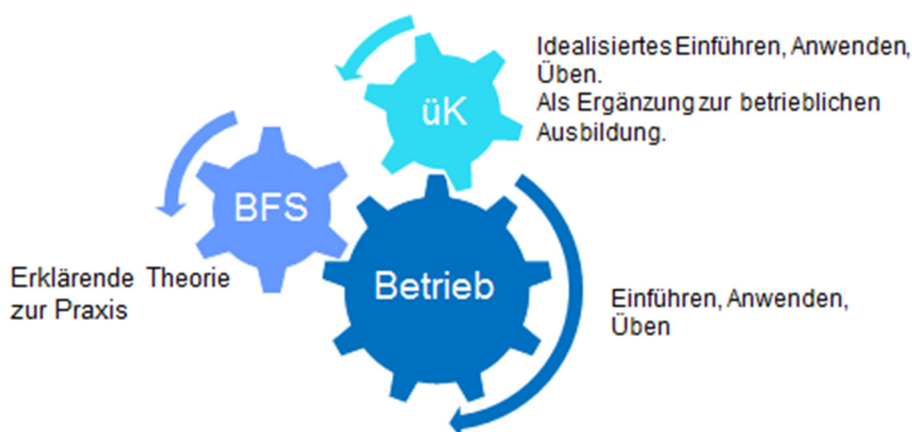 Idealisiertes Einführen, Anwenden,
Üben.
Als Ergänzung zur betrieblichen
Ausbildung.
üK
BFS
Betrieb
Erklärende Theorie
zur Praxis
Einführen, Anwenden,
Üben